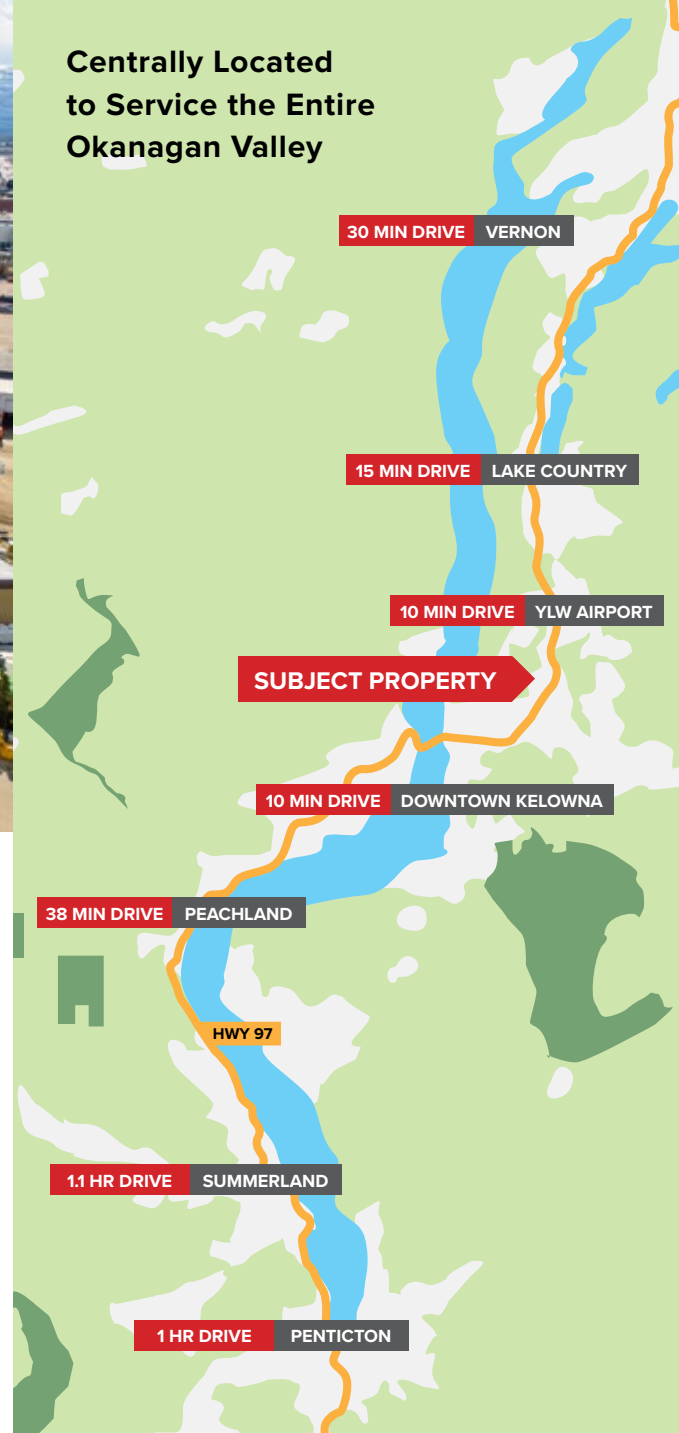 Centrally Located
to Service the Entire
Okanagan Valley
30 MIN DRIVE VERNON
15 MIN DRIVE LAKE COUNTRY
10 MIN DRIVE YLW AIRPORT
SUBJECT PROPERTY
10 MIN DRIVE DOWNTOWN KELOWNA
38 MIN DRIVE PEACHLAND
HWY 97
1.1 HR DRIVE SUMMERLAND
1 HR DRIVE PENTICTON